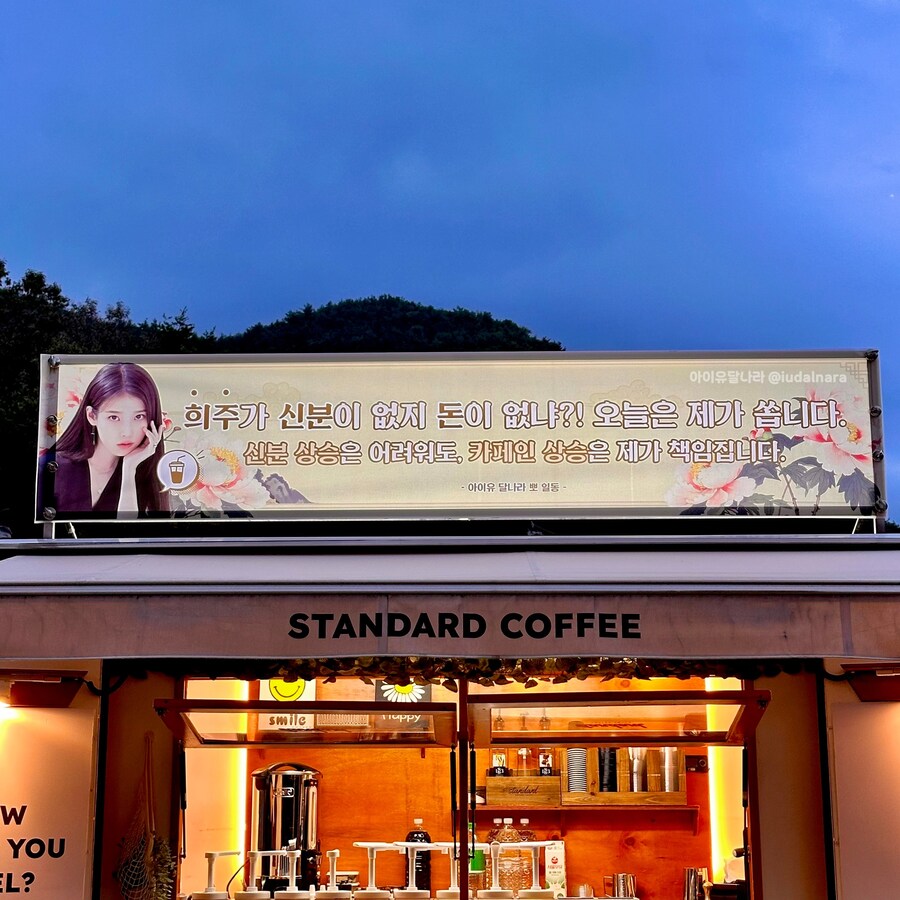 아이유달나라 @iudalnara
희주가 신분이 없지 돈이 없냐?! 오늘은 제가 쏩니다.
신분 상승은 어려워도, 카페인 상승은 제가 책임집니다.
- 아이유 달나라 뽀 일동 -
STANDARD COFFEE
smile
Happy
standard
W
YOU
EL?